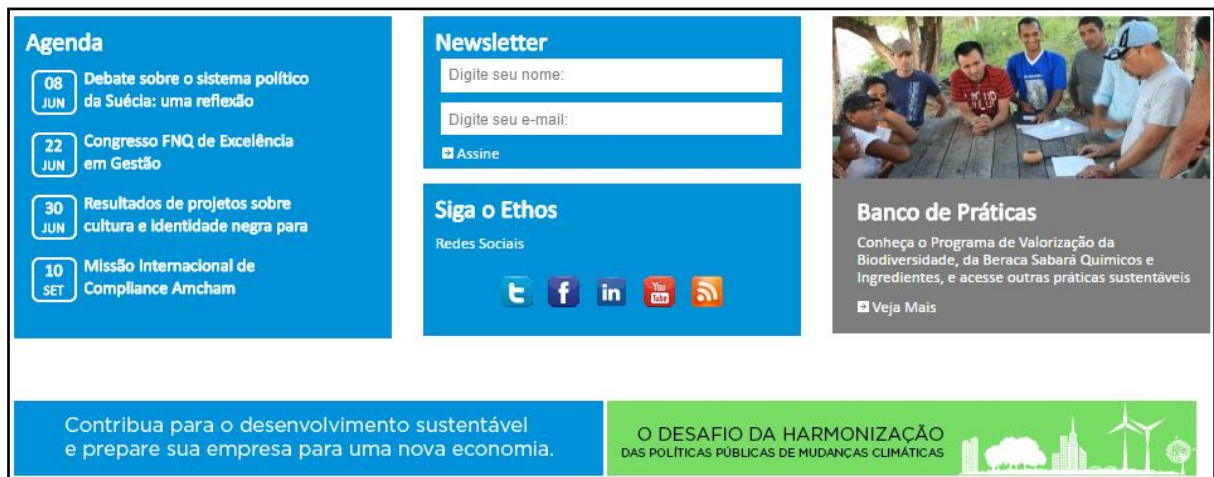 Agenda
08
JUN
Debate sobre o sistema político
da Suécia: uma reflexão
22
JUN
Congresso FNQ de Excelência
em Gestão
30
JUN
Resultados de projetos sobre
cultura e identidade negra para
10
SET
Missão Internacional de
Compliance Amcham
Newsletter
Digite seu nome:
Digite seu e-mail:
Assine
Siga o Ethos
Redes Sociais
You
Tube
Banco de Práticas
Conheça o Programa de Valorização da
Biodiversidade, da Beraca Sabará Químicos e
Ingredientes, e acesse outras práticas sustentáveis
Veja Mais
Contribua para o desenvolvimento sustentável
e prepare sua empresa para uma nova economia.
O DESAFIO DA HARMONIZAÇÃO
DAS POLÍTICAS PÚBLICAS DE MUDANÇAS CLIMÁTICAS